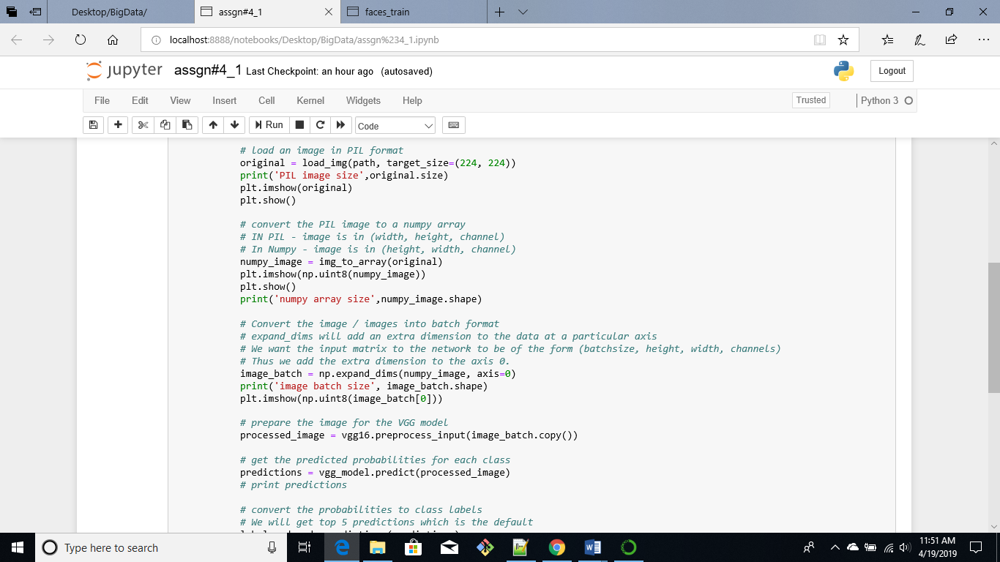 Desktop/BigData/
assgn#4_1
faces_train
localhost:8888/notebooks/Desktop/BigData/assgn%234_1.ipynb
jupyter assgn#4_1 Last Checkpoint: an hour ago (autosaved)
Logout
File Edit View Insert Cell Kernel Widgets Help
Trusted
Python 3
Run
Code
# load an image in PIL format
original = load_img(path, target_size=(224, 224))
print('PIL image size',original.size)
plt.imshow(original)
plt.show()
# convert the PIL image to a numpy array
# IN PIL - image is in (width, height, channel)
# In Numpy - image is in (height, width, channel)
numpy_image = img_to_array(original)
plt.imshow(np.uint8(numpy_image))
plt.show()
print('numpy array size',numpy_image.shape)
# Convert the image / images into batch format
# expand_dims will add an extra dimension to the data at a particular axis
# We want the input matrix to the network to be of the form (batchsize, height, width, channels)
# Thus we add the extra dimension to the axis 0.
image_batch = np.expand_dims(numpy_image, axis=0)
print('image batch size', image_batch.shape)
plt.imshow(np.uint8(image_batch[0]))
# prepare the image for the VGG model
processed_image = vgg16.preprocess_input(image_batch.copy())
# get the predicted probabilities for each class
predictions = vgg_model.predict(processed_image)
# print predictions
# convert the probabilities to class labels
# We will get top 5 predictions which is the default
Type here to search
11:51 AM
4/19/2019